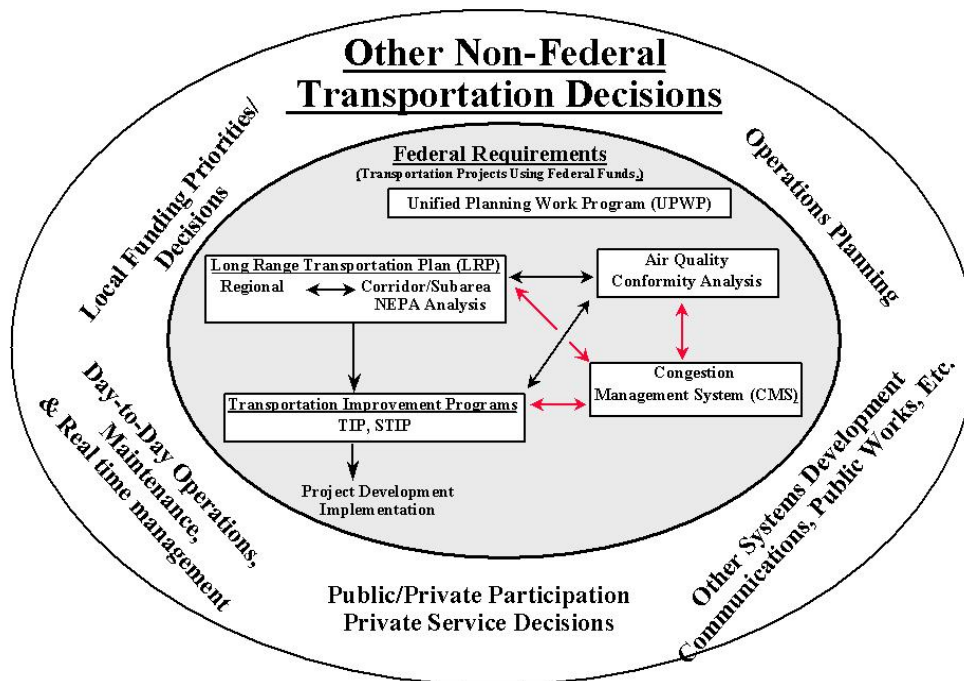 Other Non-Federal
Transportation Decisions
Local Funding Priorities/
Decisions
Operations Planning
Federal Requirements
(Transportation Projects Using Federal Funds,)
Unified Planning Work Program (UPWP)
Long Range Transportation Plan (LRP)
Regional
Corridor/Subarea
NEPA Analysis
Air Quality
Conformity Analysis
Congestion
Management System (CMS)
Transportation Improvement Programs
TIP, STIP
Project Development
Implementation
Day-to-Day Operations,
Maintenance,
& Real time management
Other Systems Development
Communications, Public Works, Etc.
Public/Private Participation
Private Service Decisions